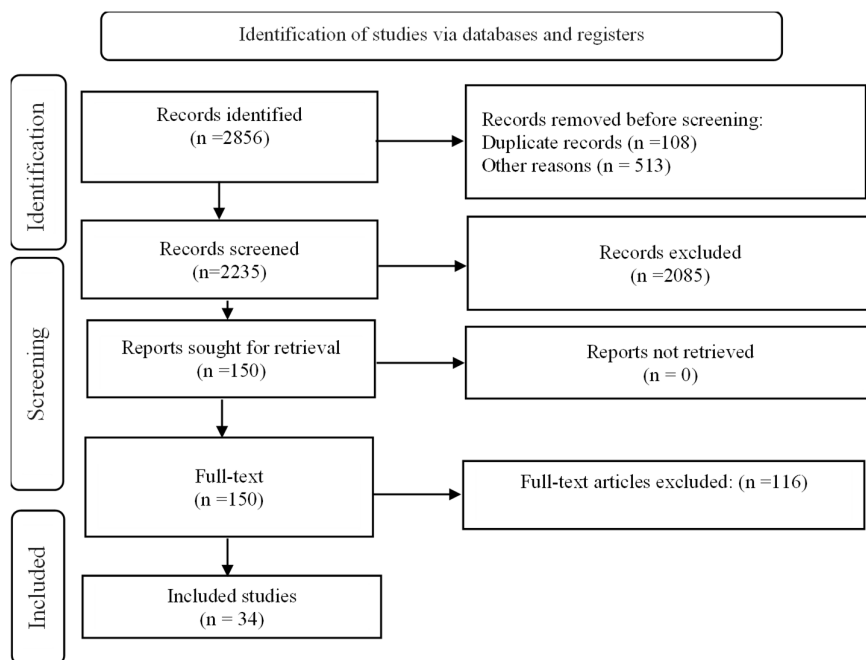 Identification of studies via databases and registers
Identification
Records identified
(n =2856)
Records removed before screening:
Duplicate records (n =108)
Other reasons (n = 513)
Screening
Records screened
(n=2235)
Records excluded
(n =2085)
Reports sought for retrieval
(n =150)
Reports not retrieved
(n = 0)
Full-text
(n =150)
Full-text articles excluded: (n =116)
Included
Included studies
(n = 34)